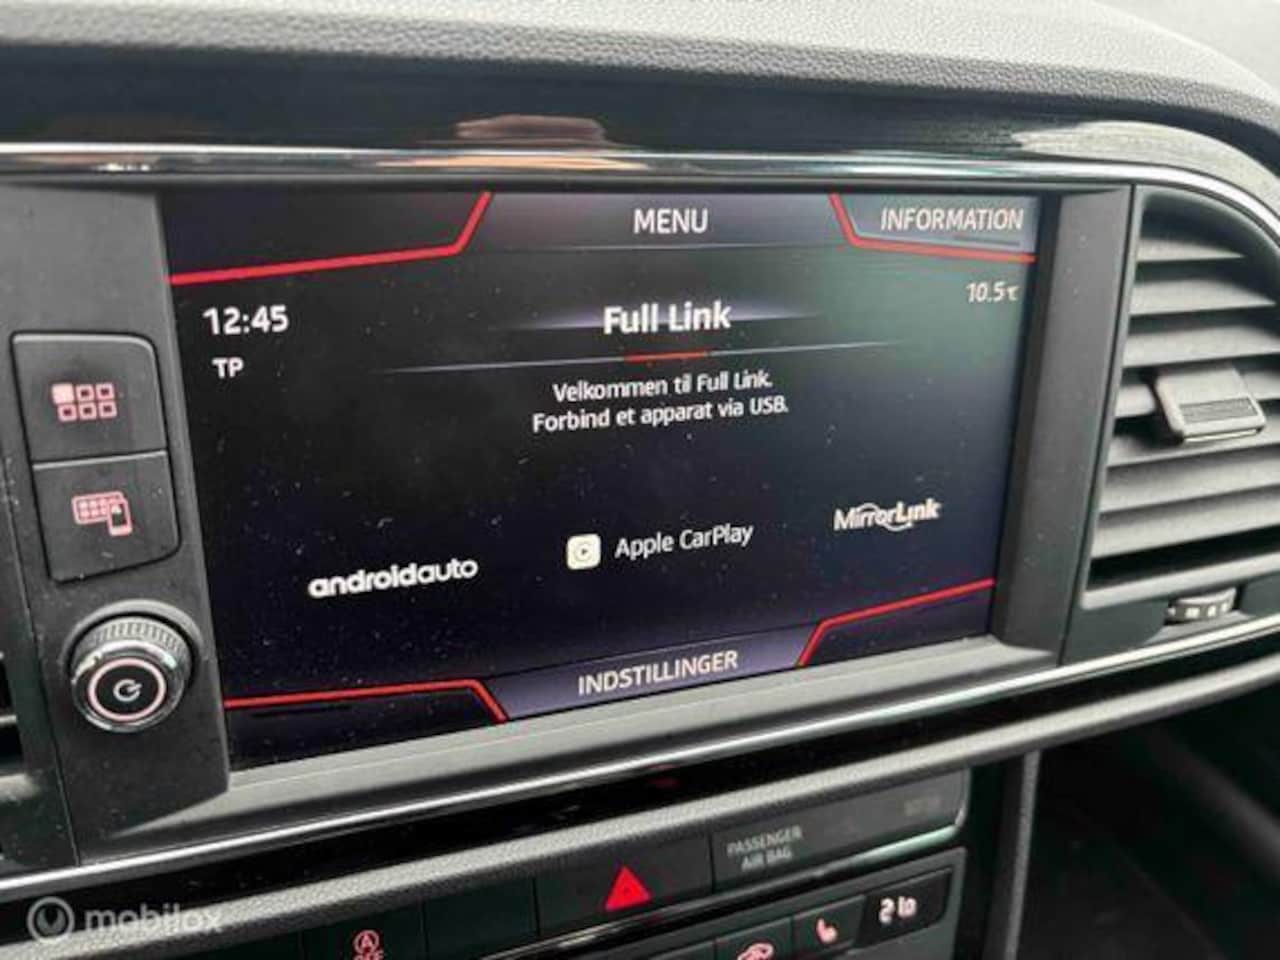 MENU
INFORMATION
12:45
10.5°C
TP
Full Link
Velkommen til Full Link.
Forbind et apparat via USB.
androidauto
Apple CarPlay
MirrorLink
INDSTILLINGER
PASSENGER
AIR BAG
A
OFF
mobilox